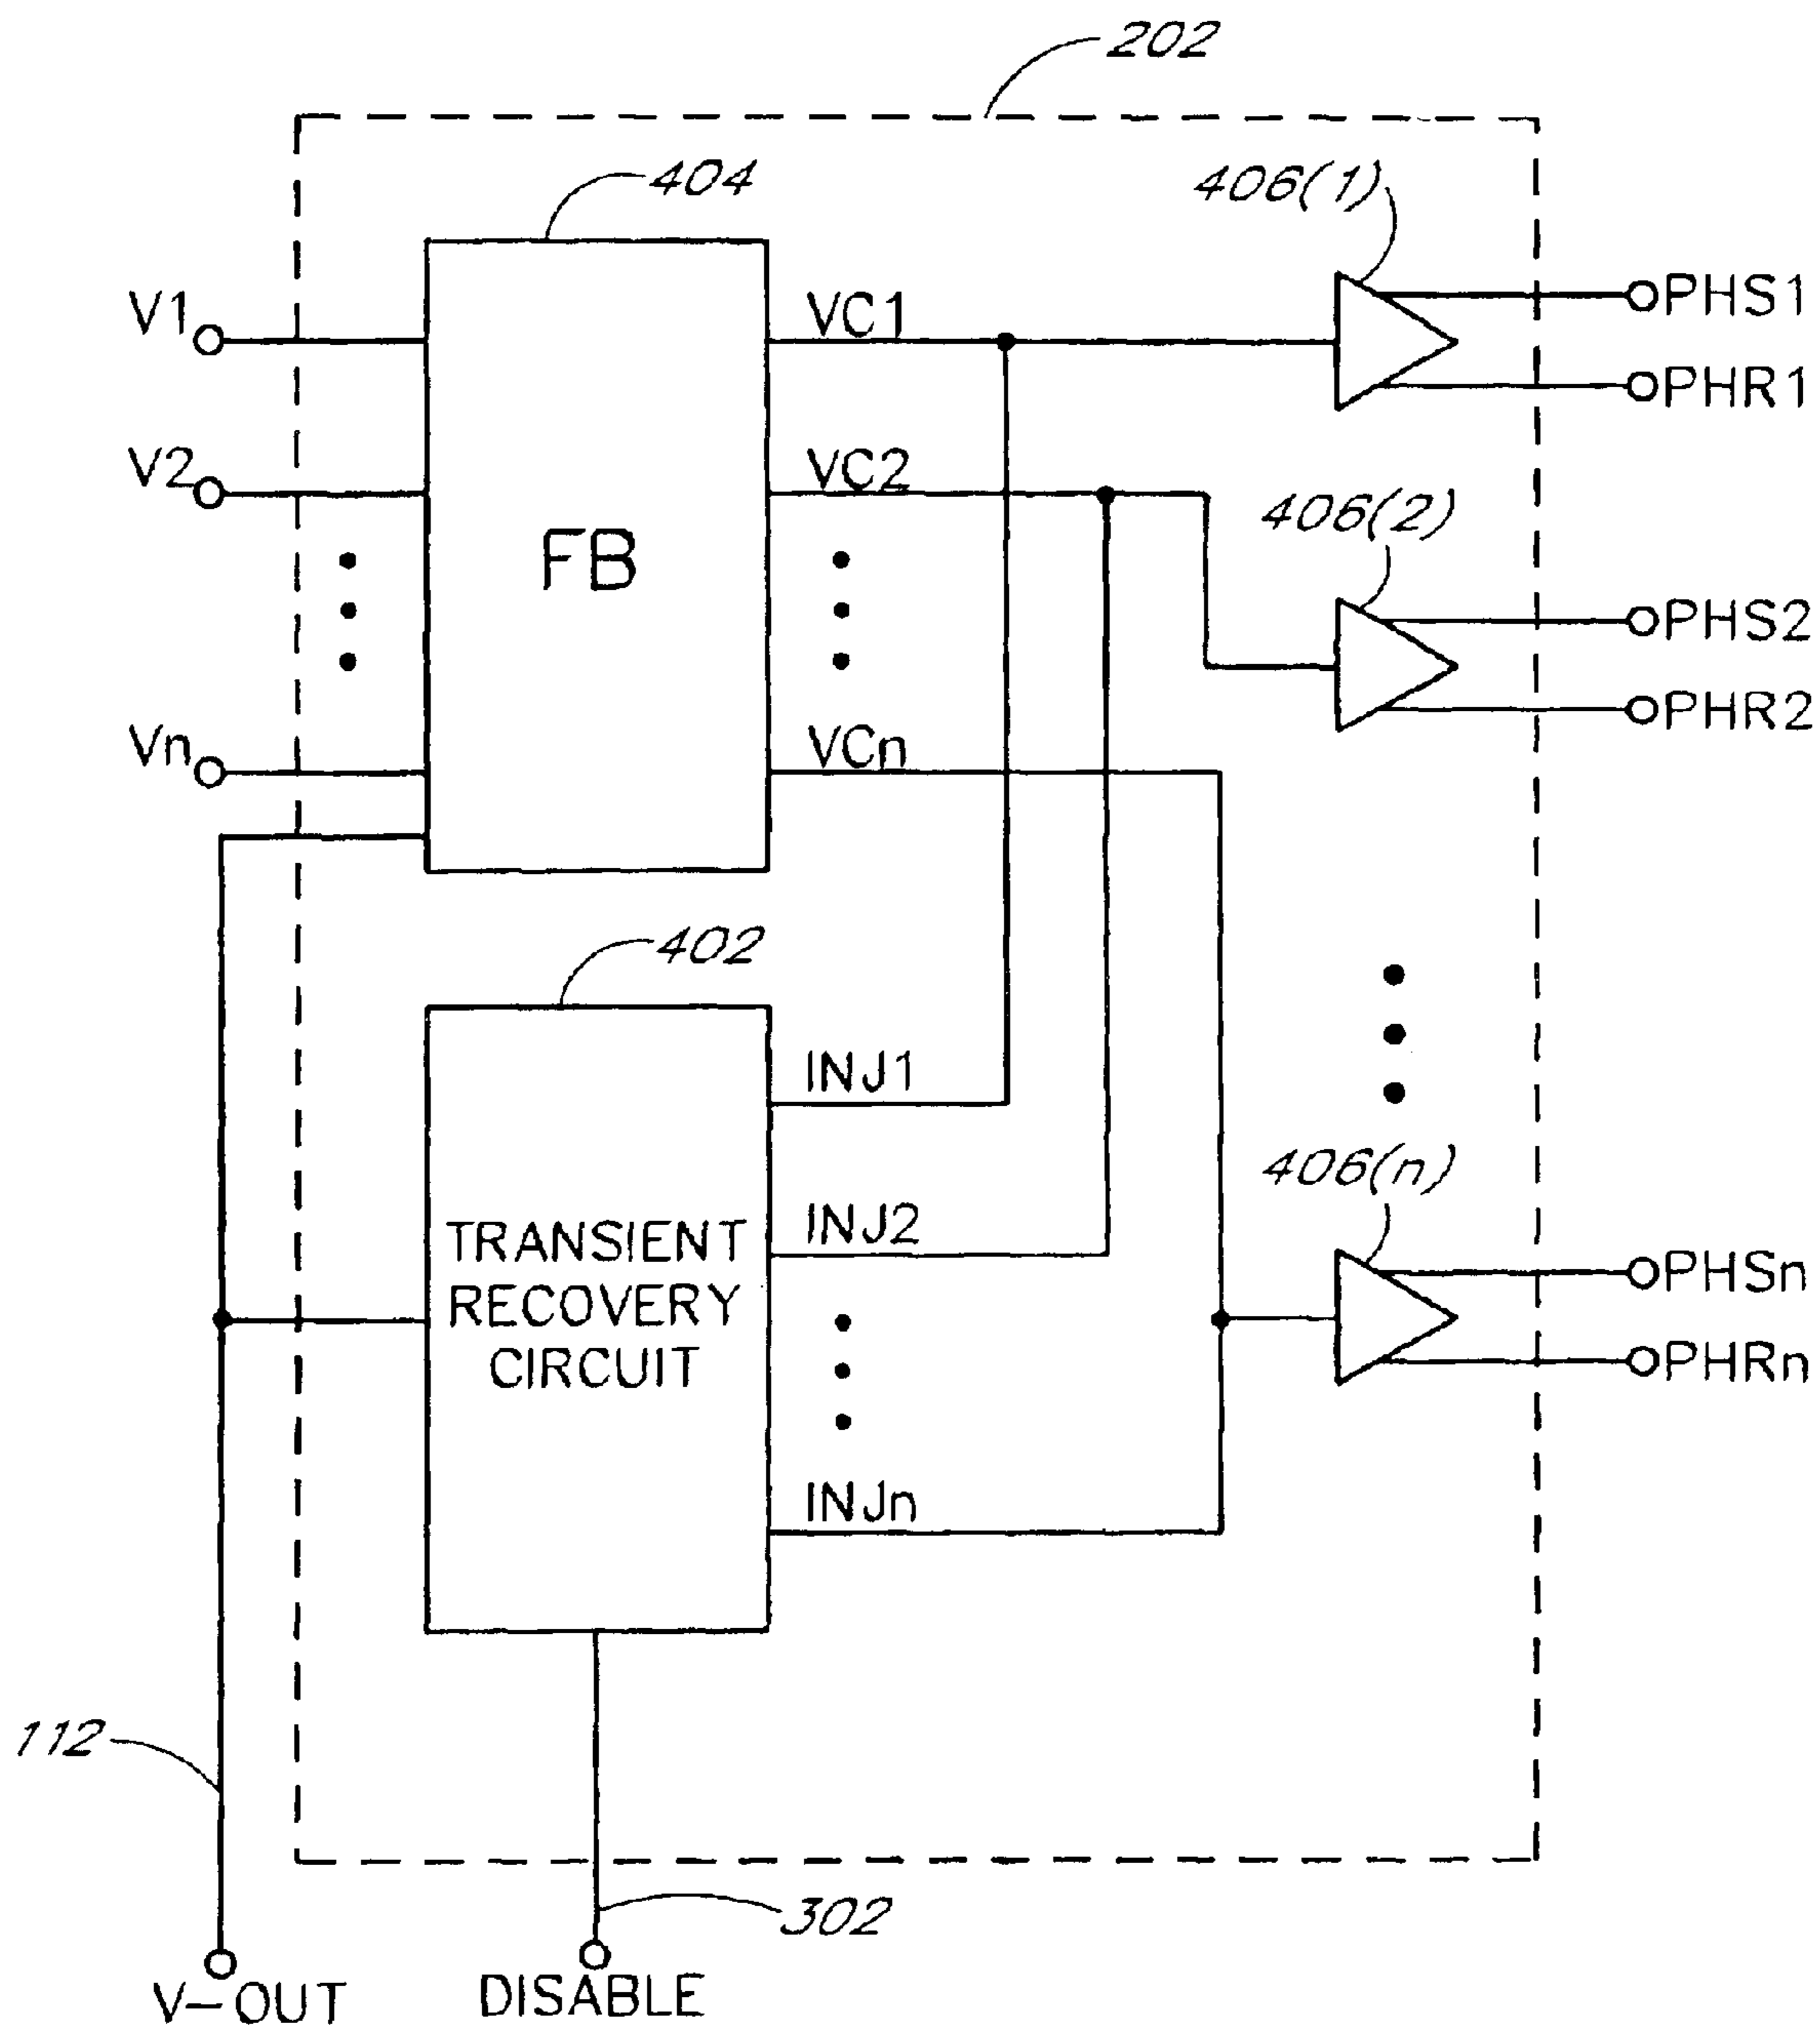 202
404
406(1)
V1
VC1
PHS1
PHR1
V2
VC2
406(2)
FB
PHS2
PHR2
Vn
VCn
402
INJ1
406(n)
INJ2
TRANSIENT
RECOVERY
CIRCUIT
PHSn
PHRn
INJn
112
302
V-OUT
DISABLE